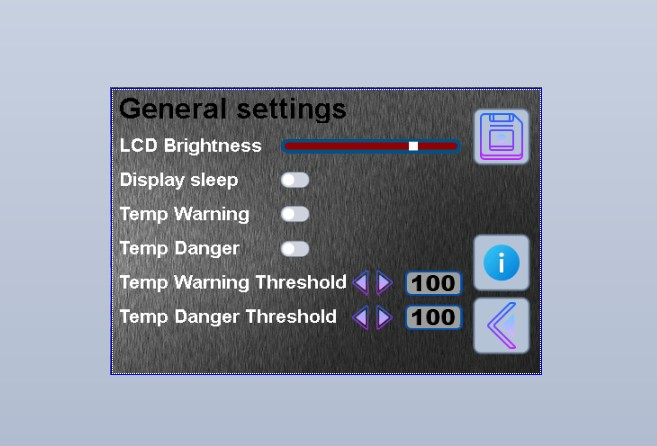 General settings
LCD Brightness
Display sleep
Temp Warning
Temp Danger
Temp Warning Threshold 100
Temp Danger Threshold 100
i